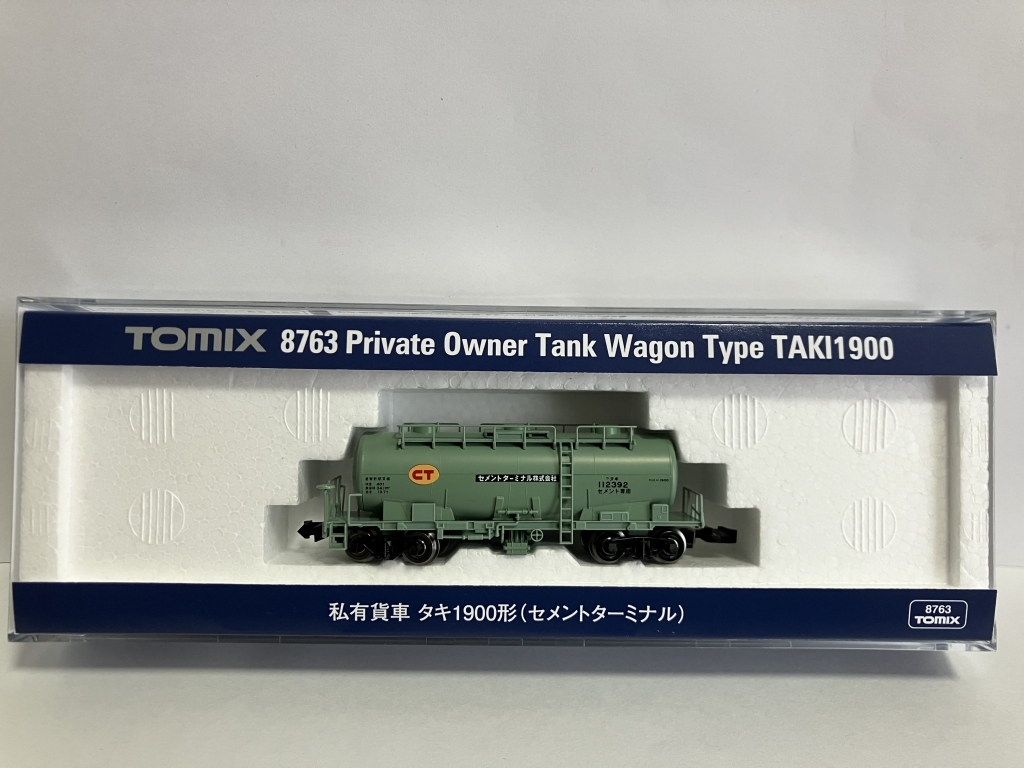 TOMIX 8763 Private Owner Tank Wagon Type TAKI1900
CT
セメントターミナル株式会社
112392
セメント専用
私有貨車 タキ1900形(セメントターミナル)
8763
TOMIX